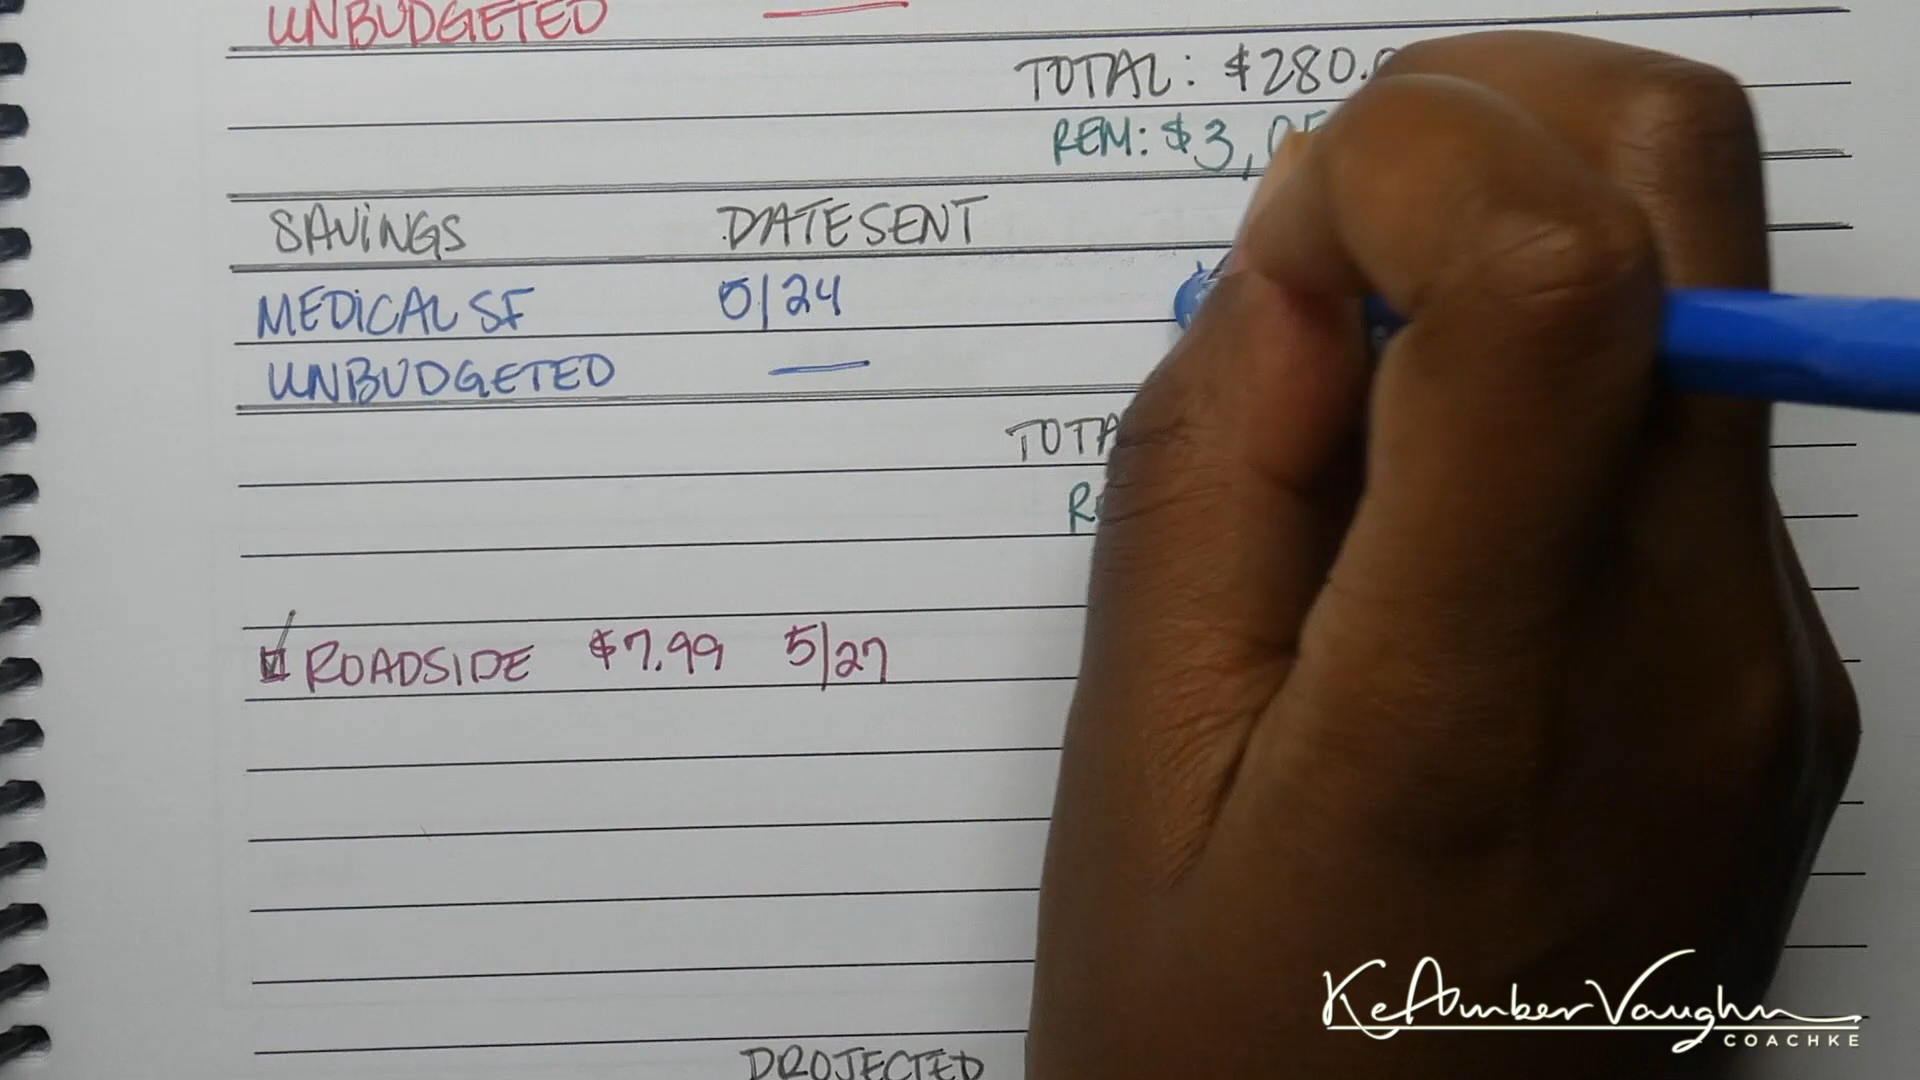 UNBUDGETED —
TOTAL: $280.
REM: $3,05
SAVINGS DATE SENT
MEDICAL SF 5/24
UNBUDGETED —
ROADSIDE $7.99 5/27
PROJECTED
KeAmber Vaughn
COACHKE